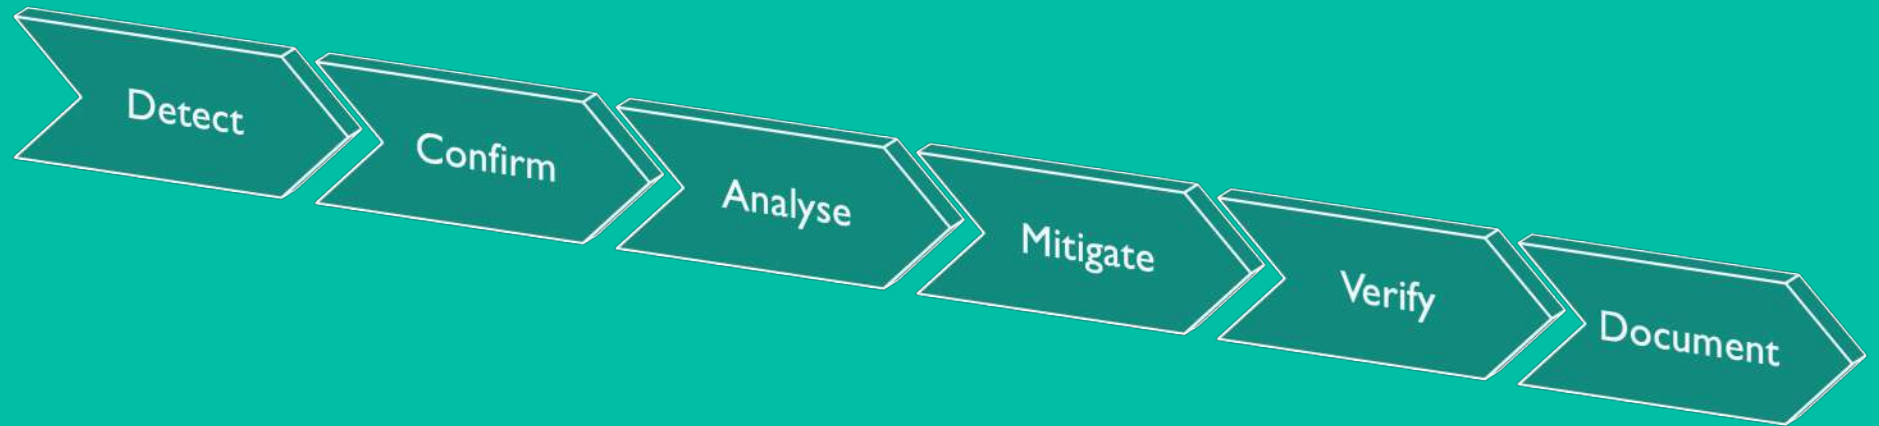 Detect
Confirm
Analyse
Mitigate
Verify
Document